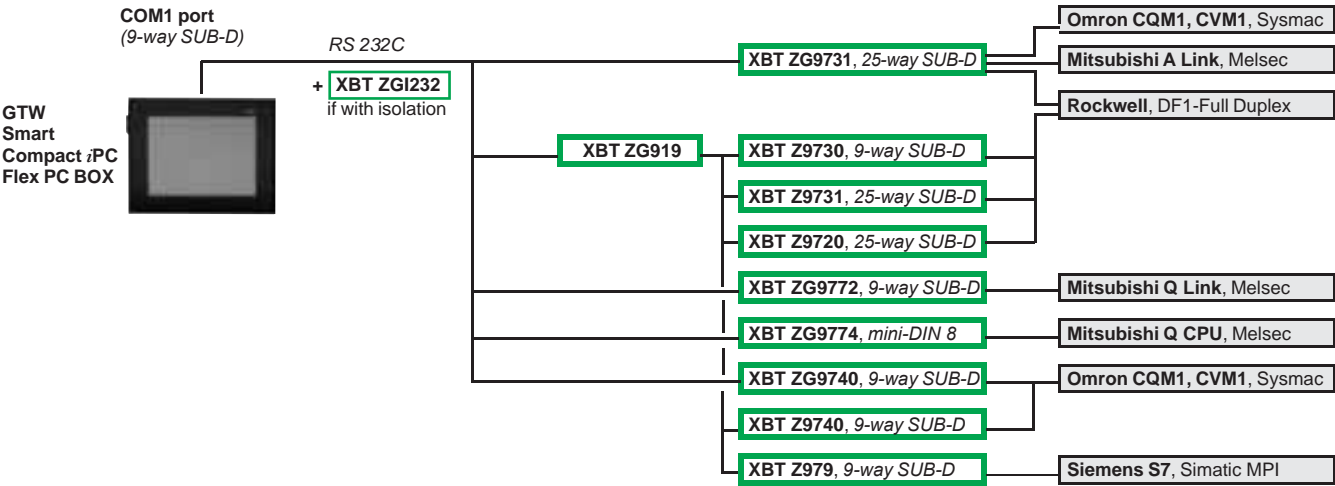 COM1 port
(9-way SUB-D)
RS 232C
+ XBT ZGI232
if with isolation
GTW
Smart
Compact iPC
Flex PC BOX
XBT ZG919
XBT ZG9731, 25-way SUB-D
XBT Z9730, 9-way SUB-D
XBT Z9731, 25-way SUB-D
XBT Z9720, 25-way SUB-D
XBT ZG9772, 9-way SUB-D
XBT ZG9774, mini-DIN 8
XBT ZG9740, 9-way SUB-D
XBT Z9740, 9-way SUB-D
XBT Z979, 9-way SUB-D
Omron CQM1, CVM1, Sysmac
Mitsubishi A Link, Melsec
Rockwell, DF1-Full Duplex
Mitsubishi Q Link, Melsec
Mitsubishi Q CPU, Melsec
Omron CQM1, CVM1, Sysmac
Siemens S7, Simatic MPI